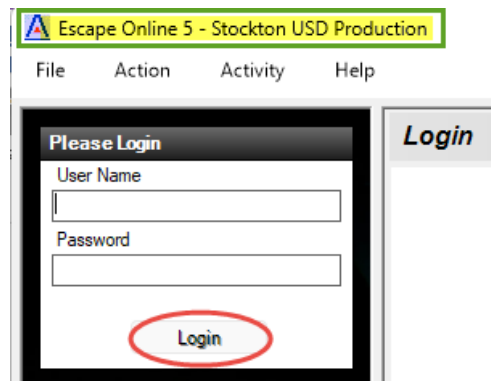 Escape Online 5 - Stockton USD Production
File Action Activity Help
Please Login
Login
User Name
Password
Login